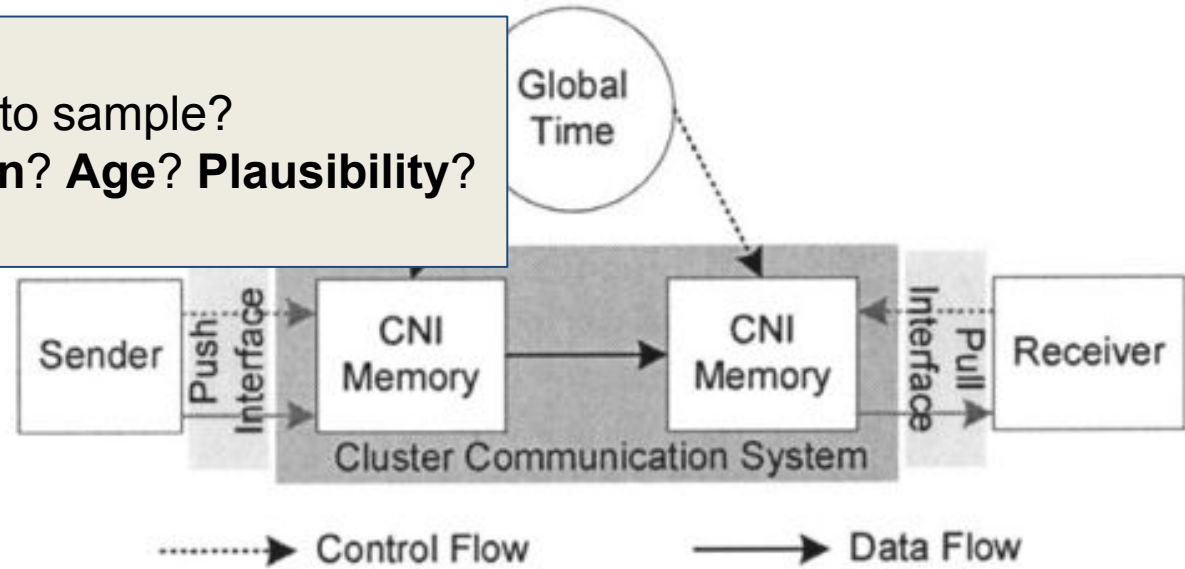 to sample?
? Age? Plausibility?
Global
Time
Sender
Push
Interface
CNI
Memory
CNI
Memory
Interface
Pull
Receiver
Cluster Communication System
Control Flow
Data Flow